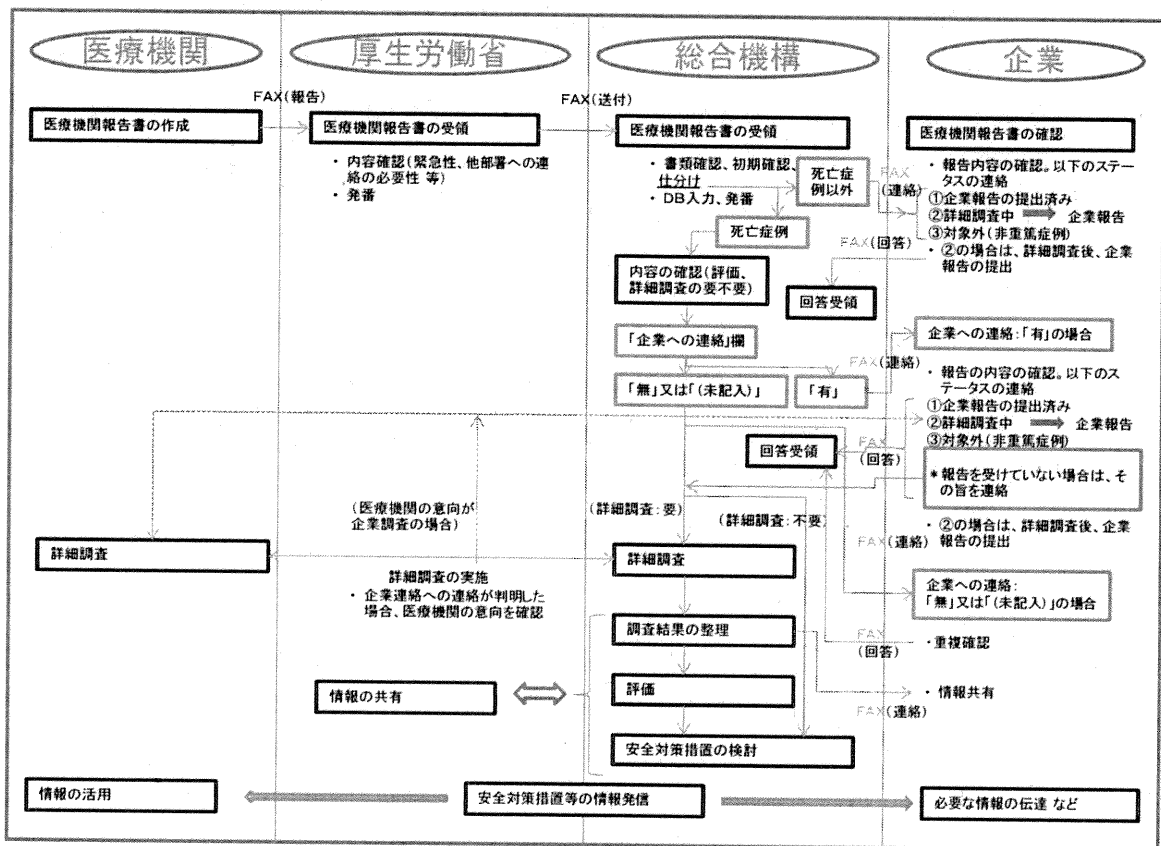 医療機関
厚生労働省
総合機構
企業
FAX(報告)
FAX(送付)
医療機関報告書の作成
医療機関報告書の受領
・ 内容確認(緊急性、他部署への連
絡の必要性 等)
・ 発番
医療機関報告書の受領
・ 書類確認、初期確認、
仕分け
・ DB入力、発番
死亡症
例以外
FAX
(連絡)
医療機関報告書の確認
・ 報告内容の確認。以下のステ
ータスの連絡
①企業報告の提出済み
②詳細調査中
企業報告
③対象外(非重篤症例)
・ ②の場合は、詳細調査後、企業
報告の提出
死亡症例
FAX(回答)
内容の確認(評価、
詳細調査の要不要)
回答受領
「企業への連絡」欄
企業への連絡:「有」の場合
FAX(連絡)
「無」又は「(未記入)」
「有」
・ 報告の内容の確認。以下のス
テータスの連絡
①企業報告の提出済み
②詳細調査中
企業報告
③対象外(非重篤症例)
回答受領
FAX
(回答)
* 報告を受けていない場合は、そ
の旨を連絡
(医療機関の意向が
企業調査の場合)
(詳細調査:要)
(詳細調査:不要)
・ ②の場合は、詳細調査後、企業
報告の提出
FAX(連絡)
詳細調査
詳細調査
詳細調査の実施
・ 企業連絡への連絡が判明した
場合、医療機関の意向を確認
企業への連絡:
「無」又は「(未記入)」の場合
調査結果の整理
FAX
(回答)
・重複確認
情報の共有
評価
・ 情報共有
FAX(連絡)
安全対策措置の検討
情報の活用
安全対策措置等の情報発信
必要な情報の伝達 など